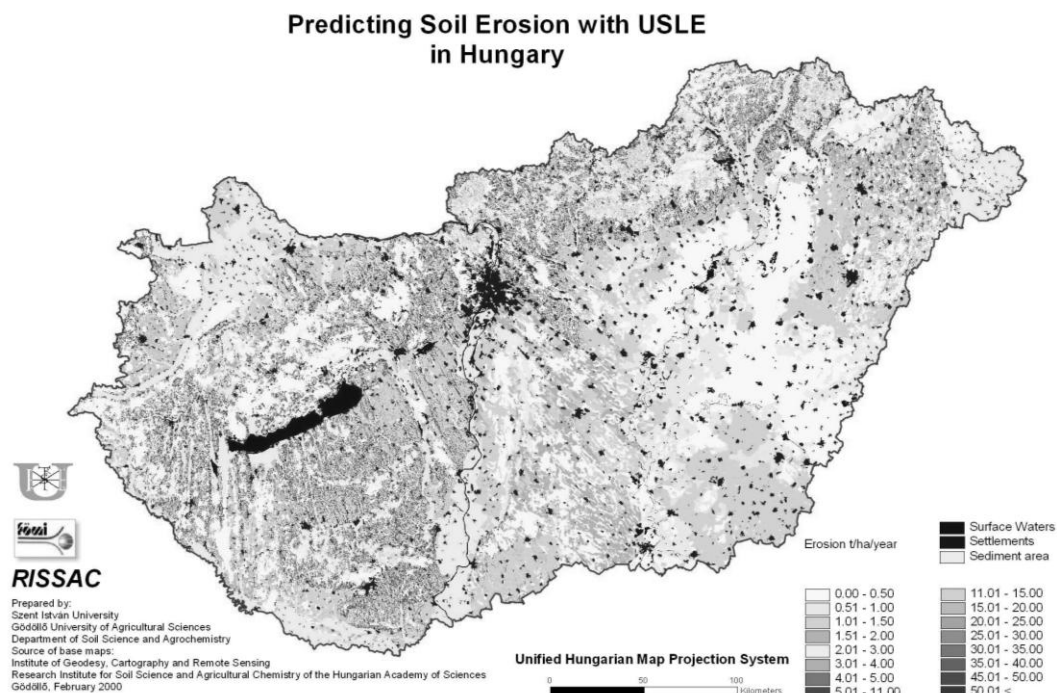 Predicting Soil Erosion with USLE
in Hungary
fömi
RISSAC
Prepared by:
Szent István University
Gödöllő University of Agricultural Sciences
Department of Soil Science and Agrochemistry
Source of base maps:
Institute of Geodesy, Cartography and Remote Sensing
Research Institute for Soil Science and Agricultural Chemistry of the Hungarian Academy of Sciences
Gödöllő, February 2000
Unified Hungarian Map Projection System
0 50 100
Kilometers
Surface Waters
Settlements
Sediment area
Erosion t/ha/year
0.00 - 0.50
0.51 - 1.00
1.01 - 1.50
1.51 - 2.00
2.01 - 3.00
3.01 - 4.00
4.01 - 5.00
5.01 - 11.00
11.01 - 15.00
15.01 - 20.00
20.01 - 25.00
25.01 - 30.00
30.01 - 35.00
35.01 - 40.00
45.01 - 50.00
50.01 <